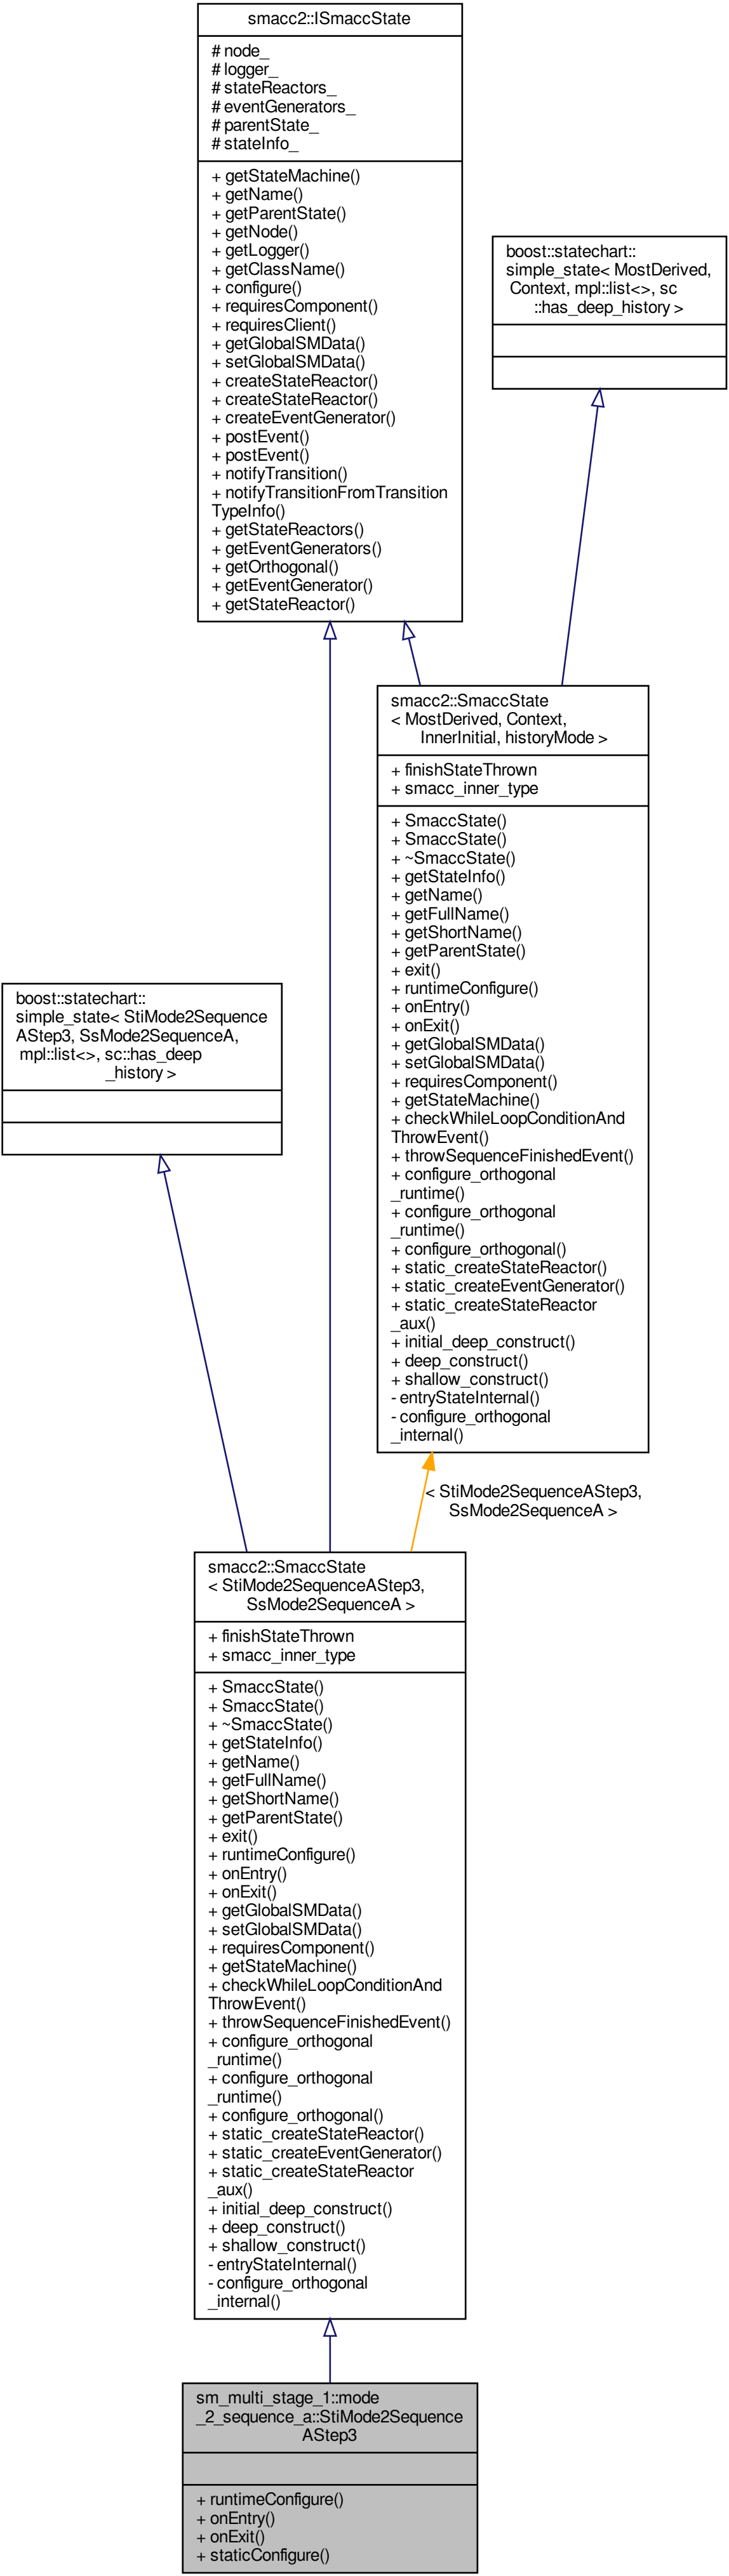 smacc2::ISmaccState
# node_
# logger_
# stateReactors_
# eventGenerators_
# parentState_
# stateInfo_
+ getStateMachine()
+ getName()
+ getParentState()
+ getNode()
+ getLogger()
+ getClassName()
+ configure()
+ requiresComponent()
+ requiresClient()
+ getGlobalSMData()
+ setGlobalSMData()
+ createStateReactor()
+ createStateReactor()
+ createEventGenerator()
+ postEvent()
+ postEvent()
+ notifyTransition()
+ notifyTransitionFromTransition
TypeInfo()
+ getStateReactors()
+ getEventGenerators()
+ getOrthogonal()
+ getEventGenerator()
+ getStateReactor()
boost::statechart::
simple_state< MostDerived,
Context, mpl::list<>, sc
::has_deep_history >
smacc2::SmaccState
< MostDerived, Context,
InnerInitial, historyMode >
+ finishStateThrown
+ smacc_inner_type
+ SmaccState()
+ SmaccState()
+ ~SmaccState()
+ getStateInfo()
+ getName()
+ getFullName()
+ getShortName()
+ getParentState()
+ exit()
+ runtimeConfigure()
+ onEntry()
+ onExit()
+ getGlobalSMData()
+ setGlobalSMData()
+ requiresComponent()
+ getStateMachine()
+ checkWhileLoopConditionAnd
ThrowEvent()
+ throwSequenceFinishedEvent()
+ configure_orthogonal
_runtime()
+ configure_orthogonal
_runtime()
+ configure_orthogonal()
+ static_createStateReactor()
+ static_createEventGenerator()
+ static_createStateReactor
_aux()
+ initial_deep_construct()
+ deep_construct()
+ shallow_construct()
- entryStateInternal()
- configure_orthogonal
_internal()
boost::statechart::
simple_state< StiMode2Sequence
AStep3, SsMode2SequenceA,
mpl::list<>, sc::has_deep
_history >
< StiMode2SequenceAStep3,
SsMode2SequenceA >
smacc2::SmaccState
< StiMode2SequenceAStep3,
SsMode2SequenceA >
+ finishStateThrown
+ smacc_inner_type
+ SmaccState()
+ SmaccState()
+ ~SmaccState()
+ getStateInfo()
+ getName()
+ getFullName()
+ getShortName()
+ getParentState()
+ exit()
+ runtimeConfigure()
+ onEntry()
+ onExit()
+ getGlobalSMData()
+ setGlobalSMData()
+ requiresComponent()
+ getStateMachine()
+ checkWhileLoopConditionAnd
ThrowEvent()
+ throwSequenceFinishedEvent()
+ configure_orthogonal
_runtime()
+ configure_orthogonal
_runtime()
+ configure_orthogonal()
+ static_createStateReactor()
+ static_createEventGenerator()
+ static_createStateReactor
_aux()
+ initial_deep_construct()
+ deep_construct()
+ shallow_construct()
- entryStateInternal()
- configure_orthogonal
_internal()
sm_multi_stage_1::mode
_2_sequence_a::StiMode2Sequence
AStep3
+ runtimeConfigure()
+ onEntry()
+ onExit()
+ staticConfigure()